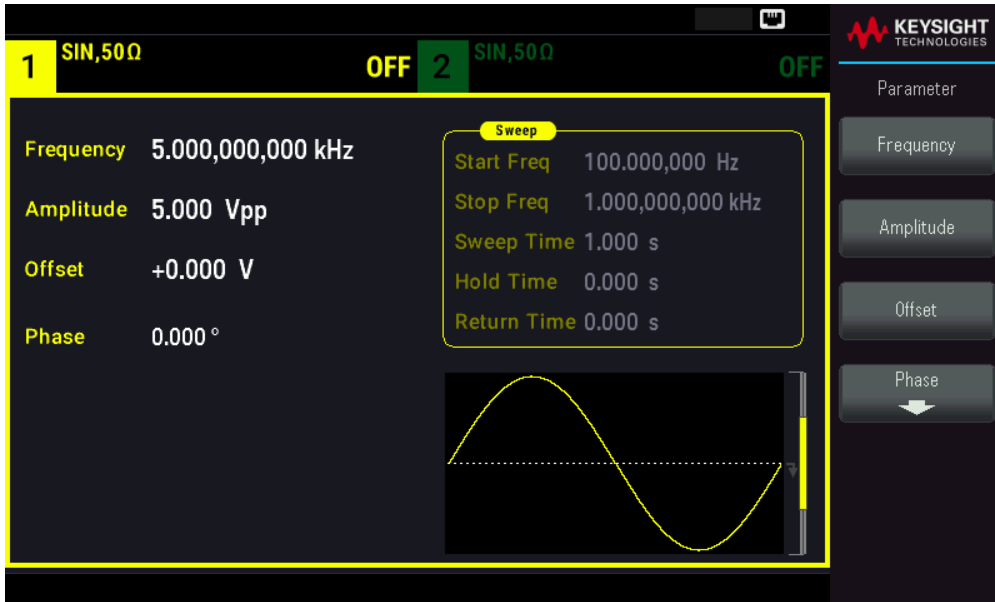 1 SIN,50Ω OFF 2 SIN,50Ω OFF
KEYSIGHT
TECHNOLOGIES
Parameter
Frequency 5.000,000,000 kHz
Amplitude 5.000 Vpp
Offset +0.000 V
Phase 0.000 °
Sweep
Start Freq 100.000,000 Hz
Stop Freq 1.000,000,000 kHz
Sweep Time 1.000 s
Hold Time 0.000 s
Return Time 0.000 s
Frequency
Amplitude
Offset
Phase